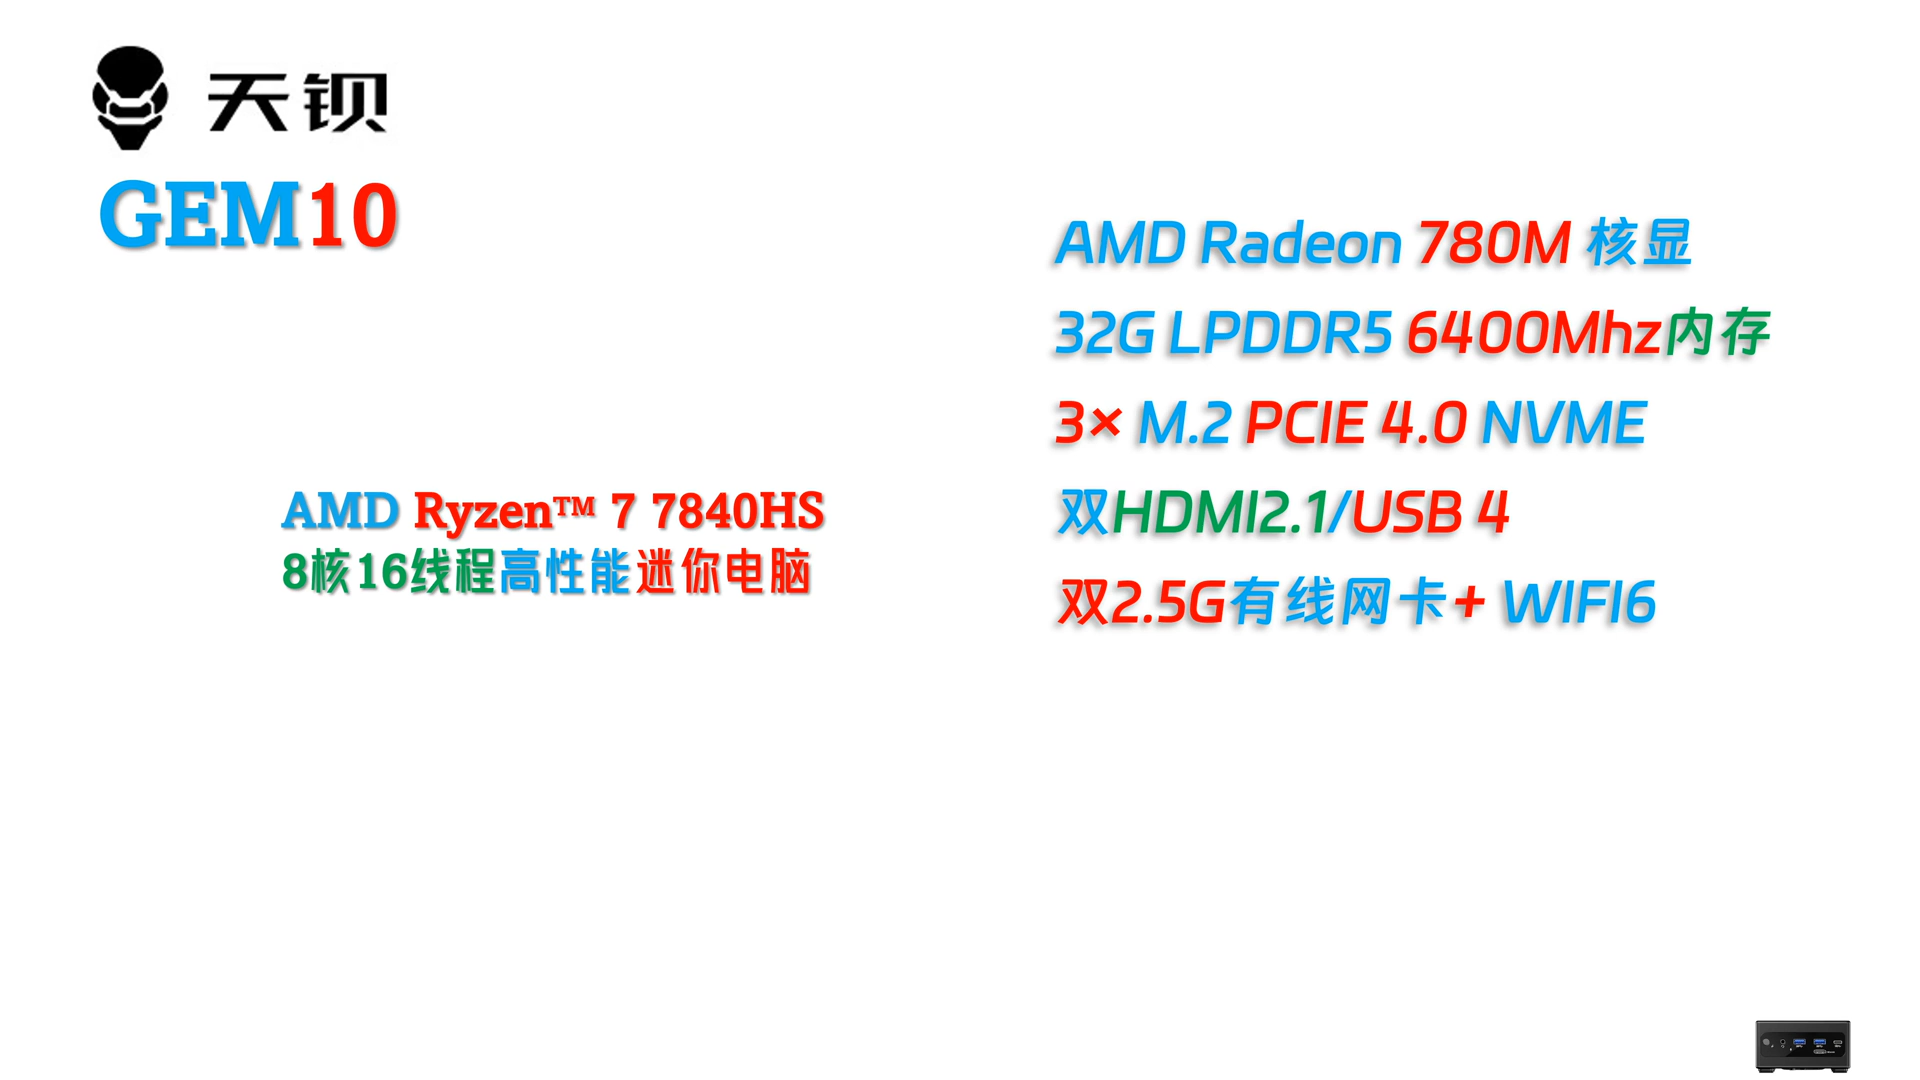 天钡
GEM10
AMD Ryzen™ 7 7840HS
8核16线程高性能迷你电脑
AMD Radeon 780M 核显
32G LPDDR5 6400Mhz内存
3× M.2 PCIE 4.0 NVME
双HDMI2.1/USB 4
双2.5G有线网卡+ WIFI6